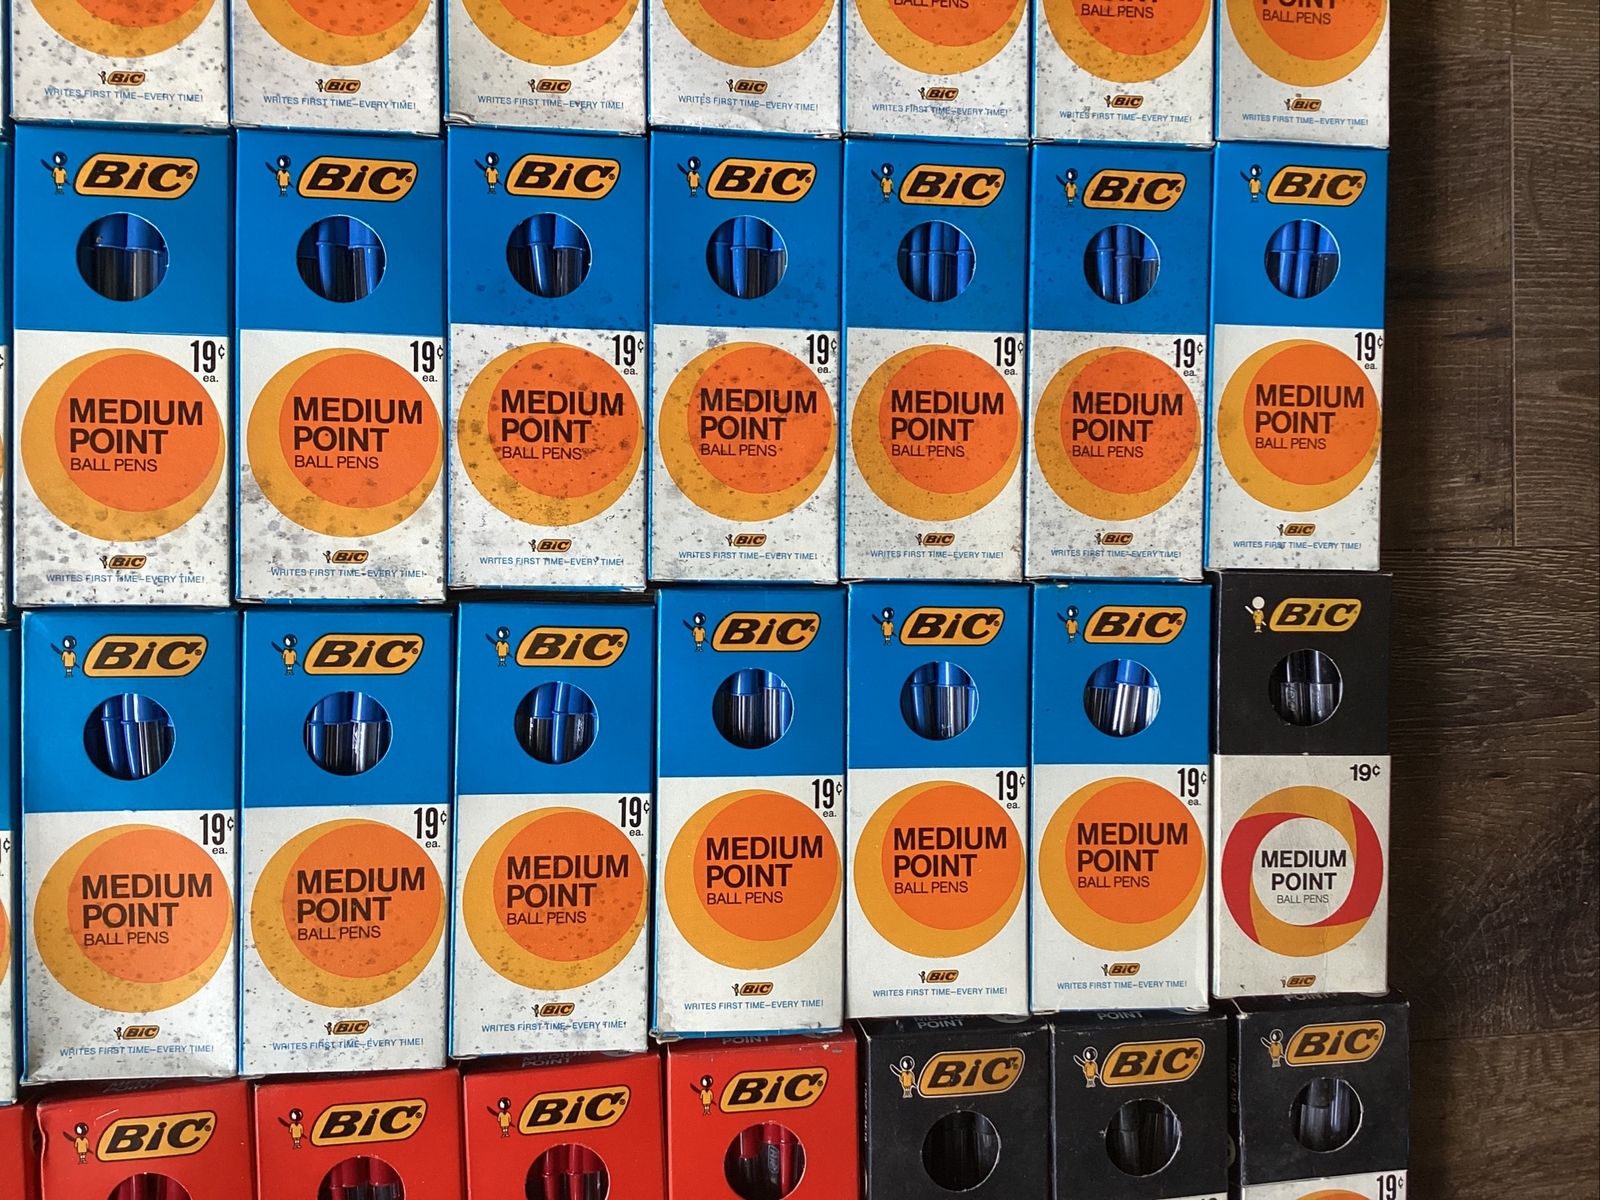 BiC
WRITES FIRST TIME—EVERY TIME!
BiC
WRITES FIRST TIME—EVERY TIME!
BiC
WRITES FIRST TIME—EVERY TIME!
BiC
WRITES FIRST TIME—EVERY TIME!
BALL PENS
BiC
WRITES FIRST TIME—EVERY TIME!
POINT
BALL PENS
BiC
WRITES FIRST TIME—EVERY TIME!
POINT
BALL PENS
BiC
WRITES FIRST TIME—EVERY TIME!
BiC®
19¢
ea.
MEDIUM
POINT
BALL PENS
BiC
WRITES FIRST TIME—EVERY TIME!
BiC®
19¢
ea.
MEDIUM
POINT
BALL PENS
BiC
WRITES FIRST TIME—EVERY TIME!
BiC®
19¢
ea.
MEDIUM
POINT
BALL PENS
BiC
WRITES FIRST TIME—EVERY TIME!
BiC®
19¢
ea.
MEDIUM
POINT
BALL PENS
BiC
WRITES FIRST TIME—EVERY TIME!
BiC®
19¢
ea.
MEDIUM
POINT
BALL PENS
BiC
WRITES FIRST TIME—EVERY TIME!
BiC®
19¢
ea.
MEDIUM
POINT
BALL PENS
BiC
WRITES FIRST TIME—EVERY TIME!
BiC®
19¢
ea.
MEDIUM
POINT
BALL PENS
BiC
WRITES FIRST TIME—EVERY TIME!
BiC®
19¢
ea.
MEDIUM
POINT
BALL PENS
BiC
WRITES FIRST TIME—EVERY TIME!
BiC®
19¢
ea.
MEDIUM
POINT
BALL PENS
BiC
WRITES FIRST TIME—EVERY TIME!
BiC®
19¢
ea.
MEDIUM
POINT
BALL PENS
BiC
WRITES FIRST TIME—EVERY TIME!
BiC®
19¢
ea.
MEDIUM
POINT
BALL PENS
BiC
WRITES FIRST TIME—EVERY TIME!
BiC®
19¢
ea.
MEDIUM
POINT
BALL PENS
BiC
WRITES FIRST TIME—EVERY TIME!
BiC®
19¢
ea.
MEDIUM
POINT
BALL PENS
BiC
WRITES FIRST TIME—EVERY TIME!
BiC®
19¢
MEDIUM
POINT
BALL PENS
BiC
BiC®
BiC®
MEDIUM
POINT
BiC®
POINT
BiC®
MEDIUM
POINT
BiC®
POINT
BiC®
POINT
BiC®
19¢